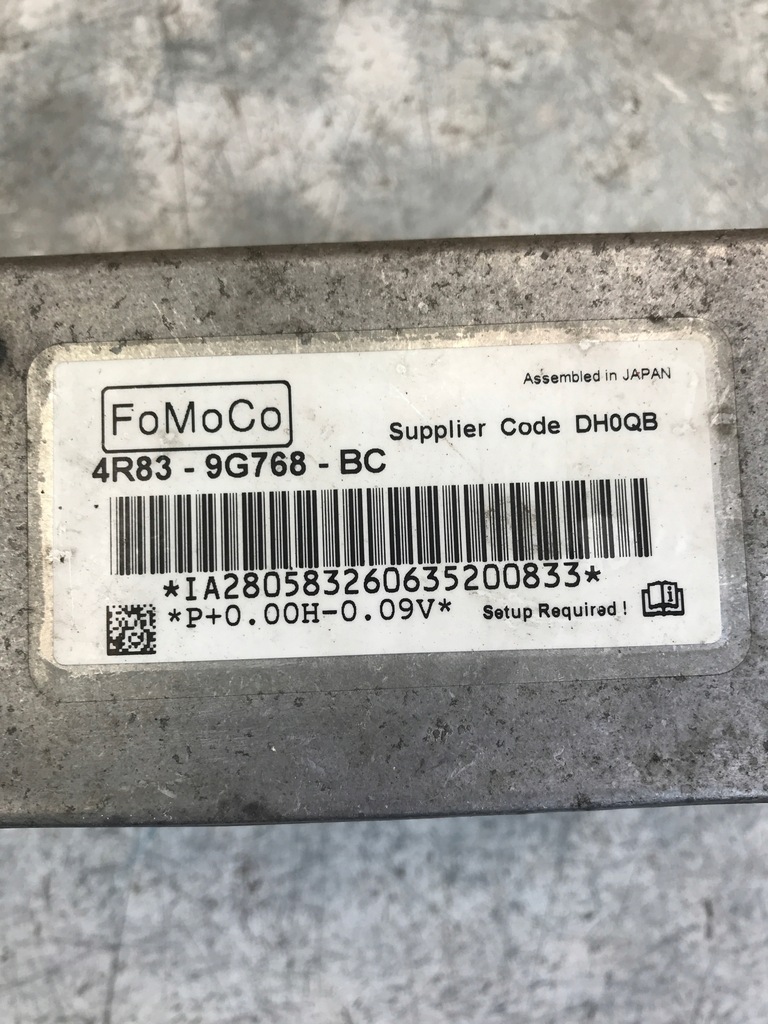 Assembled in JAPAN
FoMoCo
Supplier Code DH0QB
4R83 - 9G768 - BC
*IA280583260635200833*
*P+0.00H-0.09V*
Setup Required !